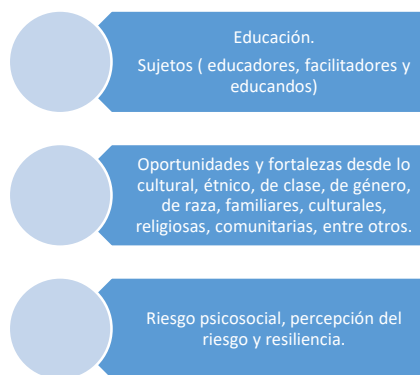 Educación.
Sujetos ( educadores, facilitadores y
educandos)
Oportunidades y fortalezas desde lo
cultural, étnico, de clase, de género,
de raza, familiares, culturales,
religiosas, comunitarias, entre otros.
Riesgo psicosocial, percepción del
riesgo y resiliencia.